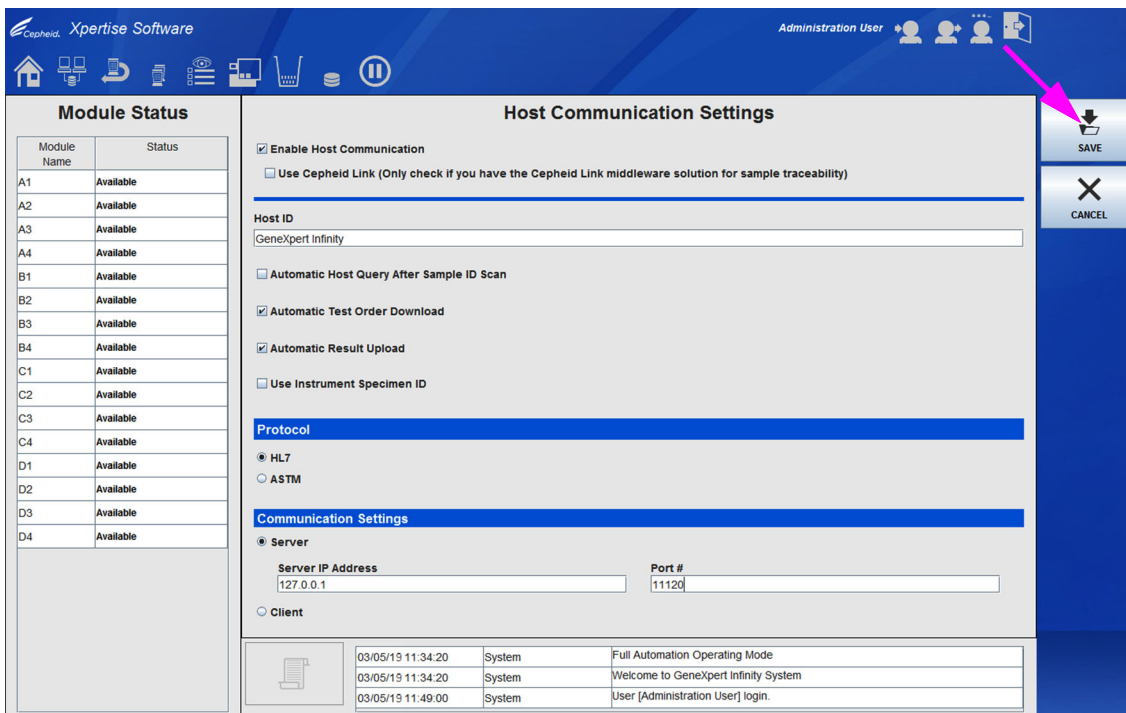 Cepheid. Xpertise Software
Administration User
Module Status
Module Name Status
A1 Available
A2 Available
A3 Available
A4 Available
B1 Available
B2 Available
B3 Available
B4 Available
C1 Available
C2 Available
C3 Available
C4 Available
D1 Available
D2 Available
D3 Available
D4 Available
Host Communication Settings
Enable Host Communication
Use Cepheid Link (Only check if you have the Cepheid Link middleware solution for sample traceability)
Host ID
GeneXpert Infinity
Automatic Host Query After Sample ID Scan
Automatic Test Order Download
Automatic Result Upload
Use Instrument Specimen ID
Protocol
HL7
ASTM
Communication Settings
Server
Server IP Address Port #
127.0.0.1 11120
Client
03/05/19 11:34:20 System Full Automation Operating Mode
03/05/19 11:34:20 System Welcome to GeneXpert Infinity System
03/05/19 11:49:00 System User [Administration User] login.
SAVE
CANCEL